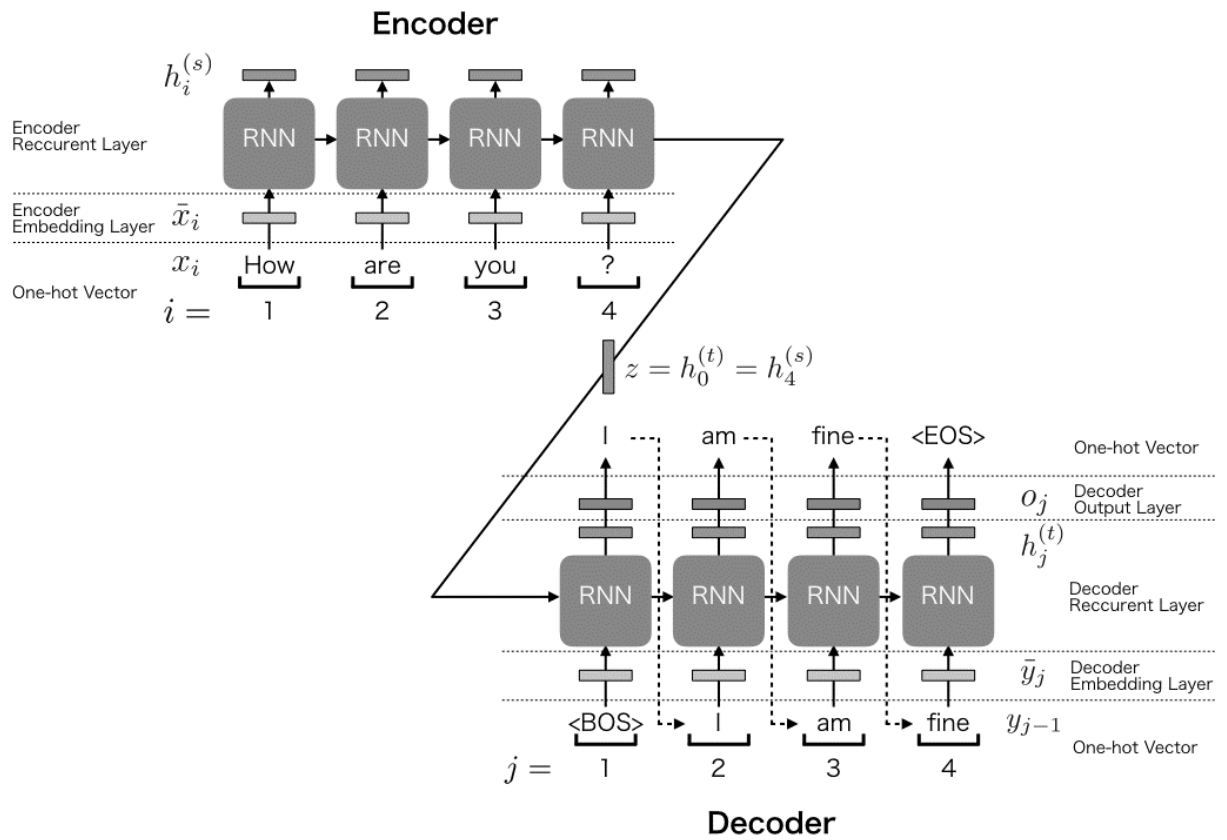 Encoder
h_i^{(s)}
RNN RNN RNN RNN
Encoder
Reccurent Layer
Encoder
Embedding Layer
x̄_i
x_i How are you ?
One-hot Vector
i = 1 2 3 4
z = h_0^{(t)} = h_4^{(s)}
I am fine <EOS>
One-hot Vector
o_j
Decoder
Output Layer
h_j^{(t)}
RNN RNN RNN RNN
Decoder
Reccurent Layer
ȳ_j
Decoder
Embedding Layer
<BOS> I am fine y_{j-1}
One-hot Vector
j = 1 2 3 4
Decoder